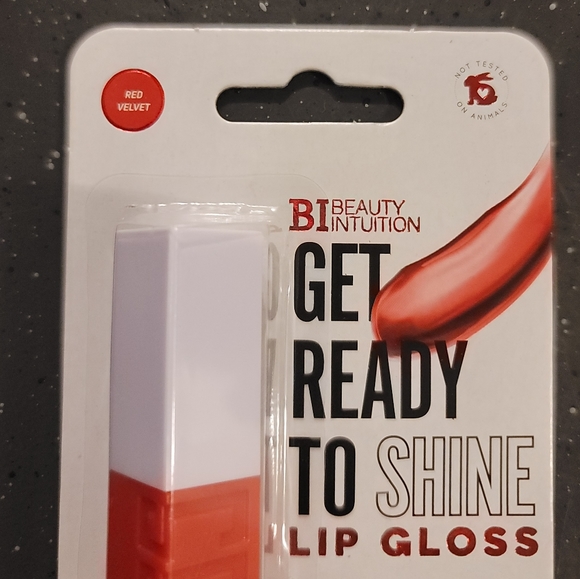 RED
VELVET
NOT TESTED
ON ANIMALS
BI BEAUTY
INTUITION
GET
READY
TO SHINE
LIP GLOSS